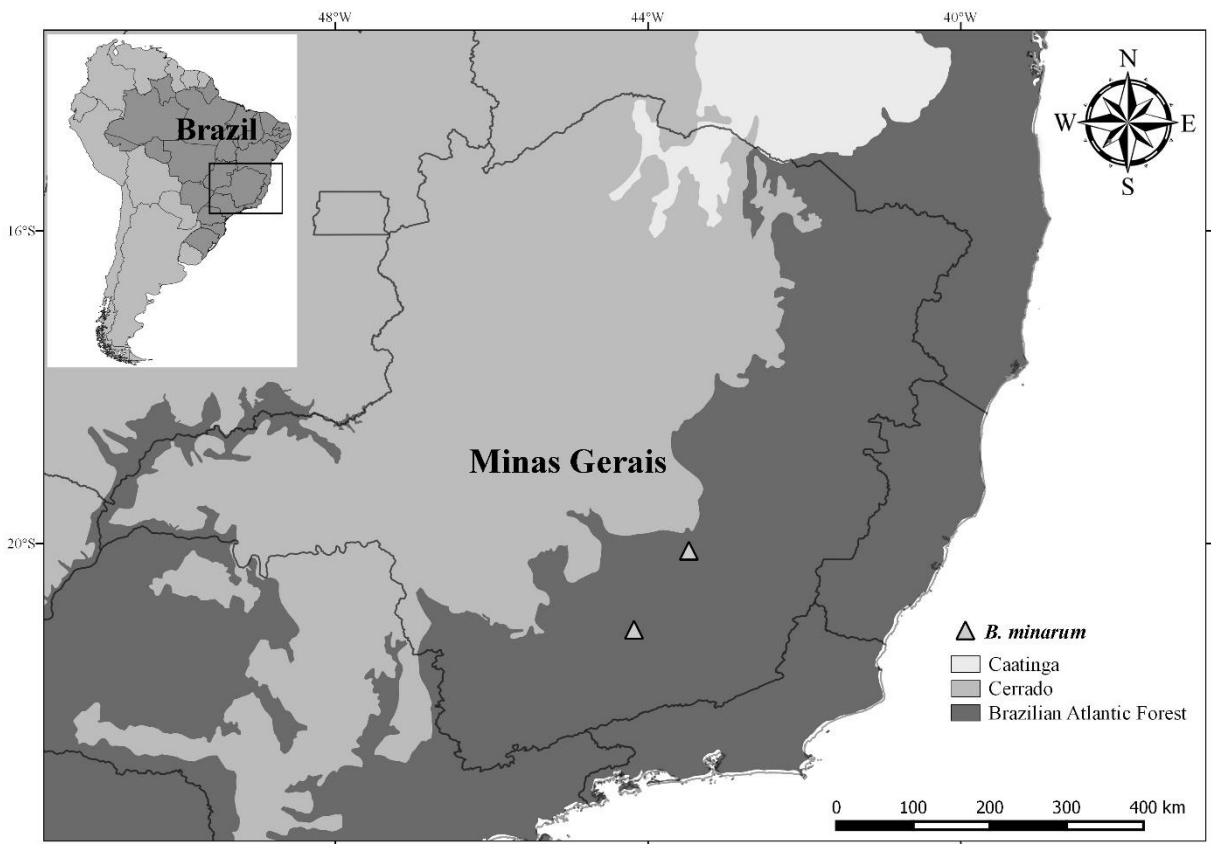 48°W 44°W 40°W
Brazil
N
W E
S
16°S
Minas Gerais
20°S
B. minarum
Caatinga
Cerrado
Brazilian Atlantic Forest
0 100 200 300 400 km